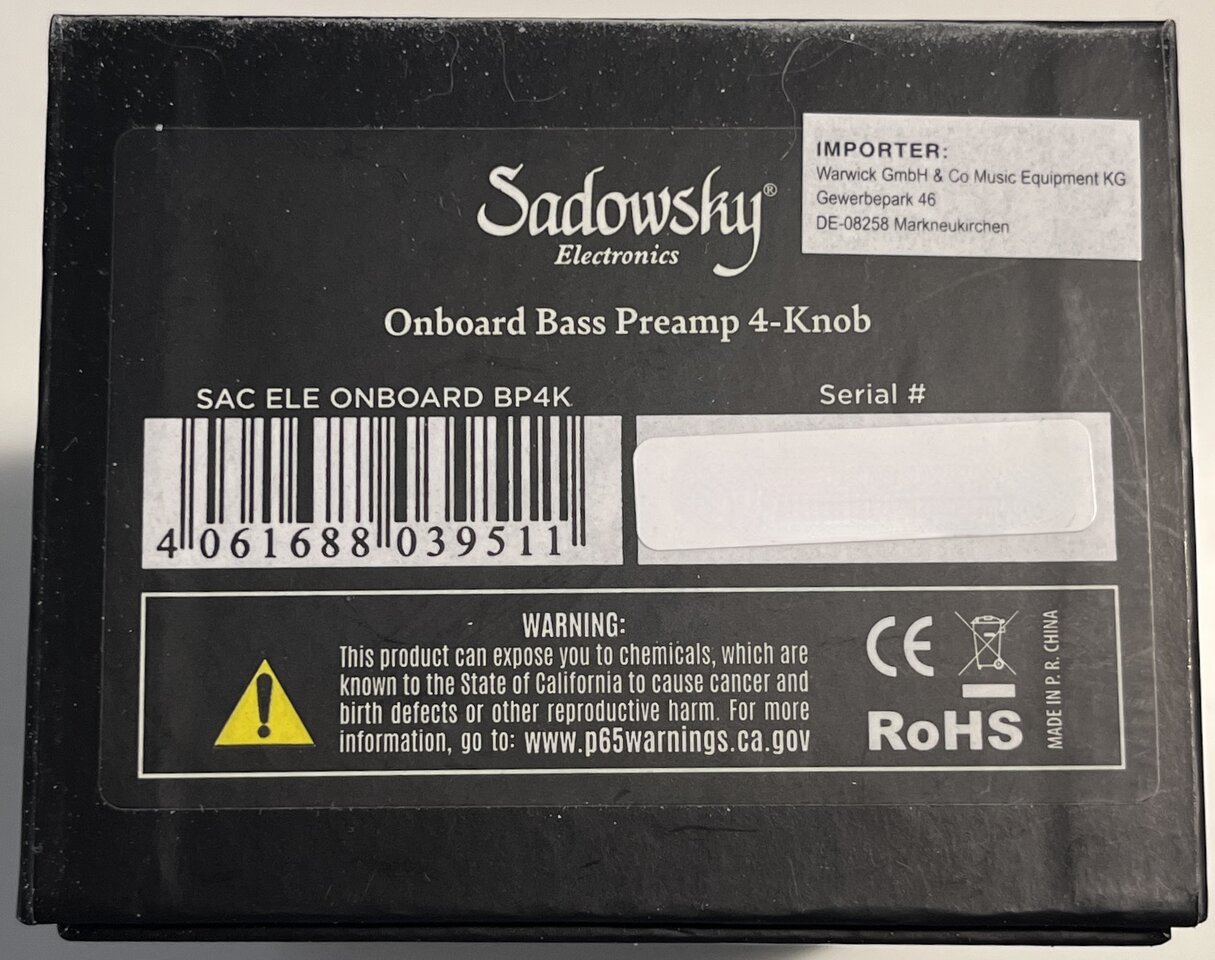 IMPORTER:
Warwick GmbH & Co Music Equipment KG
Gewerbepark 46
DE-08258 Markneukirchen
Sadowsky®
Electronics
Onboard Bass Preamp 4-Knob
SAC ELE ONBOARD BP4K
4 061688 039511
Serial #
WARNING:
This product can expose you to chemicals, which are
known to the State of California to cause cancer and
birth defects or other reproductive harm. For more
information, go to: www.p65warnings.ca.gov
CE
RoHS
MADE IN P. R. CHINA